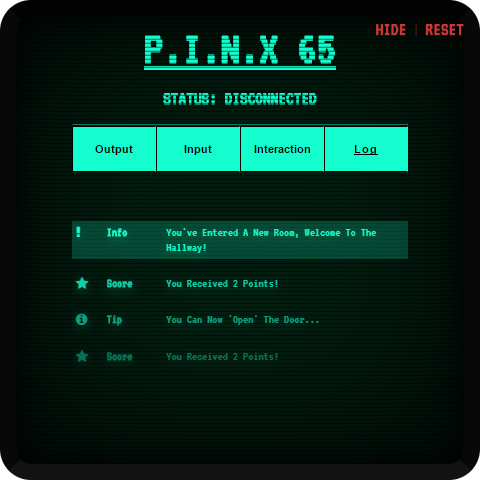 HIDE | RESET
P.I.N.X 65
STATUS: DISCONNECTED
Output Input Interaction Log
! Info You've Entered A New Room, Welcome To The
Hallway!
Score You Received 2 Points!
Tip You Can Now 'Open' The Door...
Score You Received 2 Points!